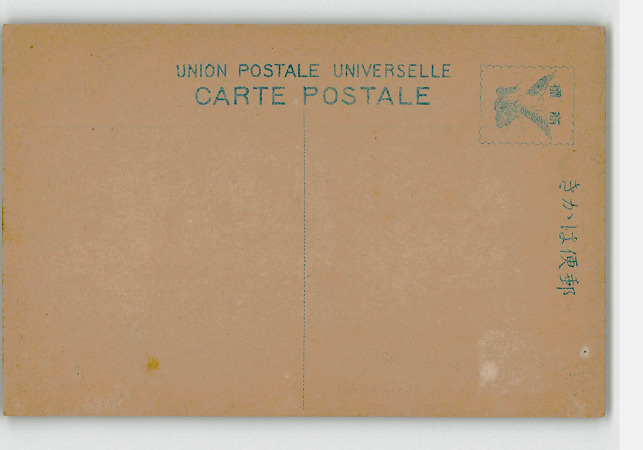 UNION POSTALE UNIVERSELLE
CARTE POSTALE
きかは便郵